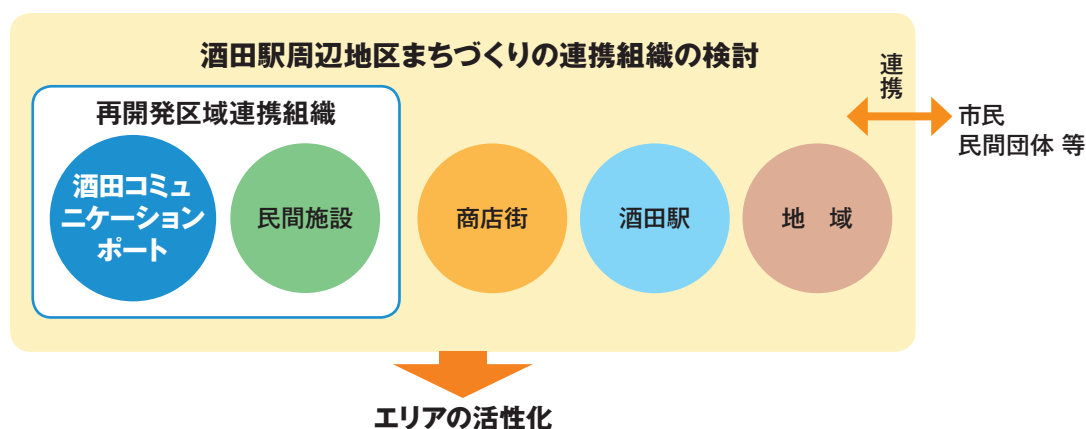 酒田駅周辺地区まちづくりの連携組織の検討
連携
市民
民間団体 等
再開発区域連携組織
酒田コミュ
ニケーション
ポート
民間施設
商店街
酒田駅
地　域
エリアの活性化